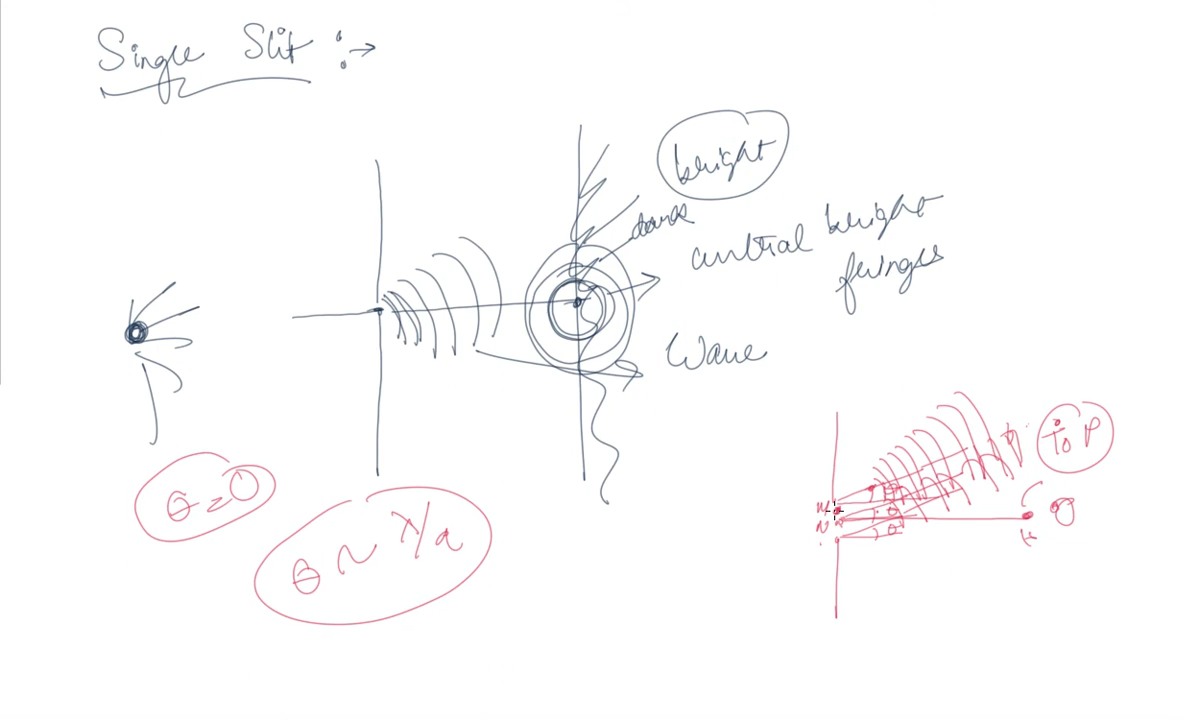 Single Slit :→
bright
dark
central bright
fringes
Wave
θ = 0
θ ~ λ/a
To P
θ
θ
θ
M
N